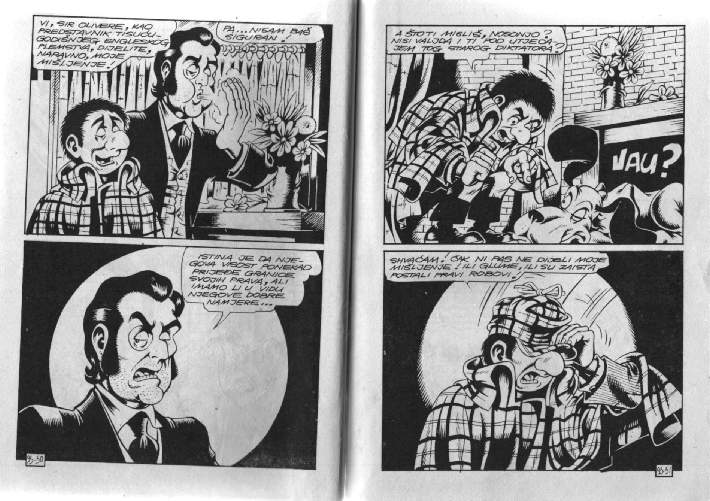 VI, SIR OLIVERE, KAO
PREDSTAVNIK TISUĆU-
GODIŠNJEG ENGLESKOG
PLEMSTVA, DIJELITE,
NARAVNO, MOJE
MIŠLJENJE!
PA... NISAM BAŠ
SIGURAN!
ISTINA JE DA NJE-
GOVA VISOST PONEKAD
PRIJEĐE GRANICE
SVOJIH PRAVA, ALI
IMAMO LI U VIDU
NJEGOVE DOBRE
NAMJERE...
A ŠTO TI MISLIŠ, NOSONJO?
NISI VALJDA I TI POD UTJECA-
JEM TOG STAROG DIKTATORA?
VAU?
SHVAĆAM! ČAK NI PAS NE DIJELI MOJE
MIŠLJENJE! ILI GLUME, ILI SU ZAISTA
POSTALI PRAVI ROBOVI!